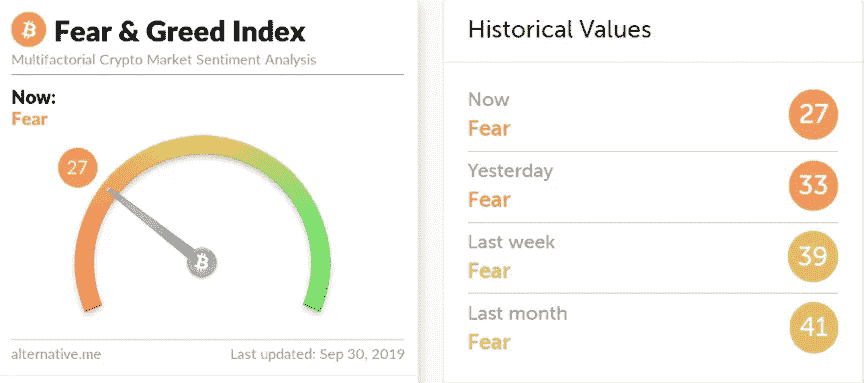 Fear & Greed Index
Multifactorial Crypto Market Sentiment Analysis
Now:
Fear
27
alternative.me
Last updated: Sep 30, 2019
Historical Values
Now
Fear
27
Yesterday
Fear
33
Last week
Fear
39
Last month
Fear
41